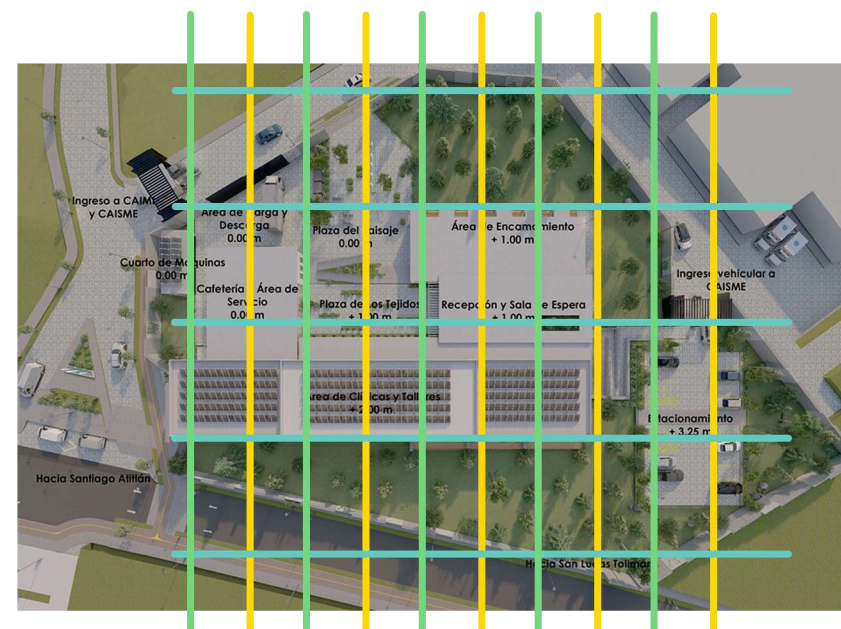 Ingreso a CAIMI
y CAISME
Área de Carga y
Descarga
0.00 m
Plaza del Paisaje
0.00 m
Área de Encamamiento
+ 1.00 m
Cuarto de Maquinas
0.00 m
Cafetería y Área de
Servicio
0.00 m
Plaza de Los Tejidos
+ 1.00 m
Recepción y Sala de Espera
+ 1.00 m
Ingreso vehicular a
CAISME
Área de Clínicas y Talleres
+ 2.00 m
Estacionamiento
+ 3.25 m
Hacia Santiago Atitlán
Hacia San Lucas Tolimán